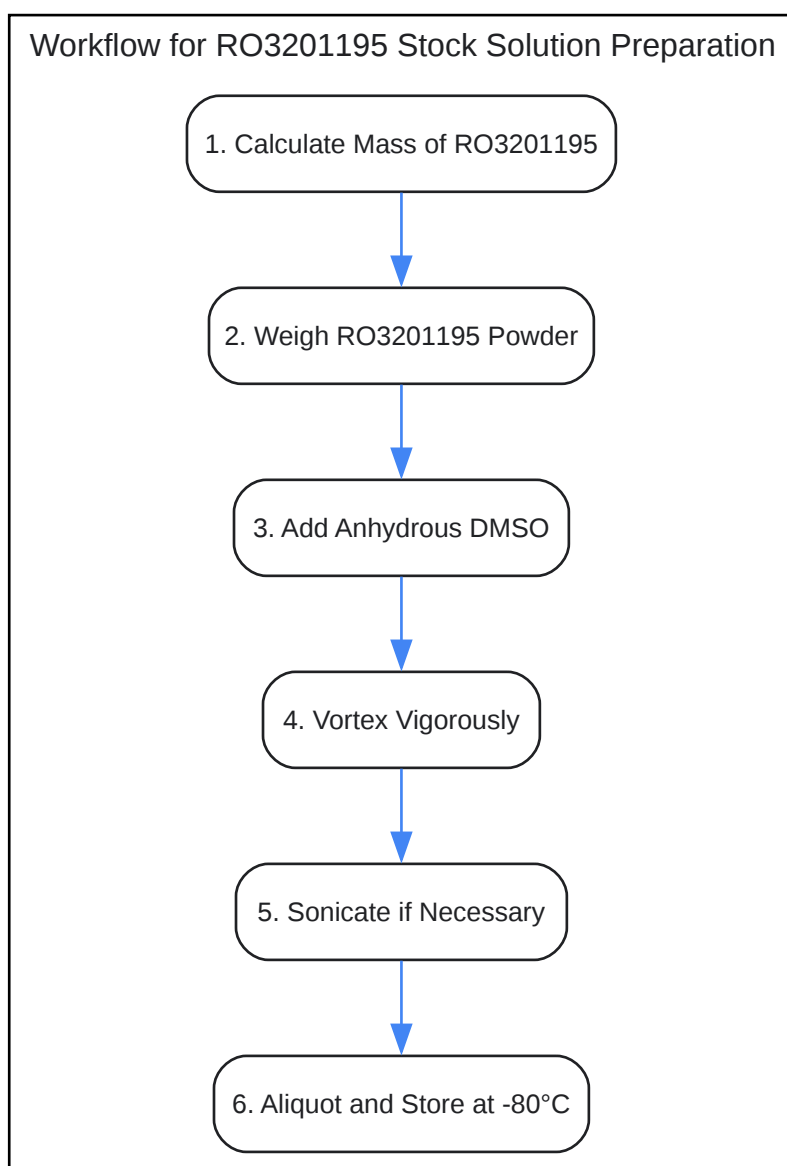 Workflow for RO3201195 Stock Solution Preparation
1. Calculate Mass of RO3201195
2. Weigh RO3201195 Powder
3. Add Anhydrous DMSO
4. Vortex Vigorously
5. Sonicate if Necessary
6. Aliquot and Store at -80°C